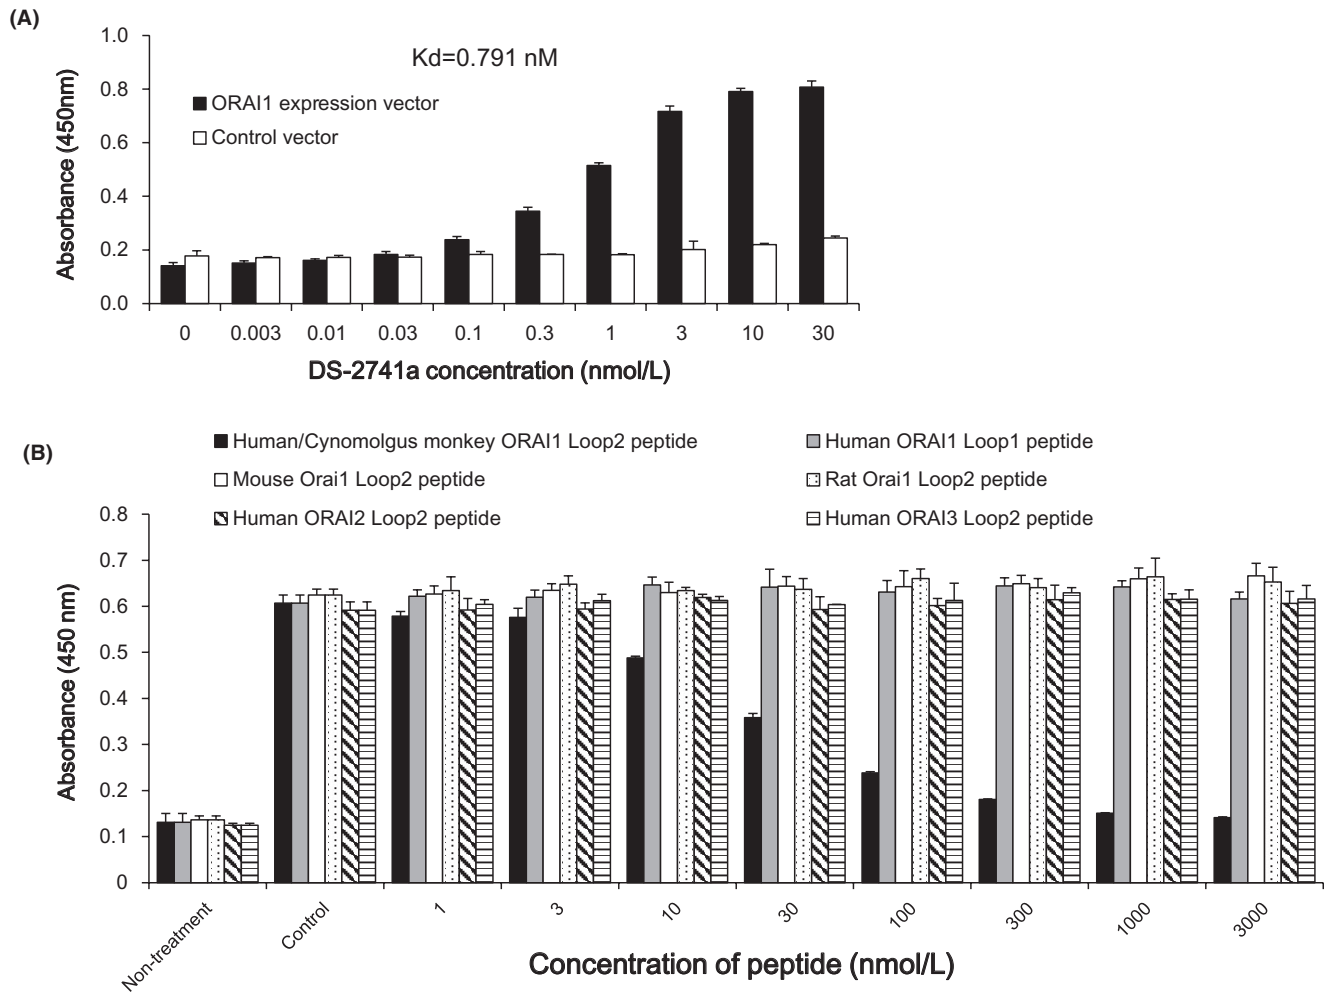 (A)
1.0
0.8
0.6
0.4
0.2
0.0
Absorbance (450nm)
Kd=0.791 nM
ORAI1 expression vector
Control vector
0 0.003 0.01 0.03 0.1 0.3 1 3 10 30
DS-2741a concentration (nmol/L)
(B)
Human/Cynomolgus monkey ORAI1 Loop2 peptide
Human ORAI1 Loop1 peptide
Mouse Orai1 Loop2 peptide
Rat Orai1 Loop2 peptide
Human ORAI2 Loop2 peptide
Human ORAI3 Loop2 peptide
0.8
0.7
0.6
0.5
0.4
0.3
0.2
0.1
0
Absorbance (450 nm)
Non-treatment Control 1 3 10 30 100 300 1000 3000
Concentration of peptide (nmol/L)